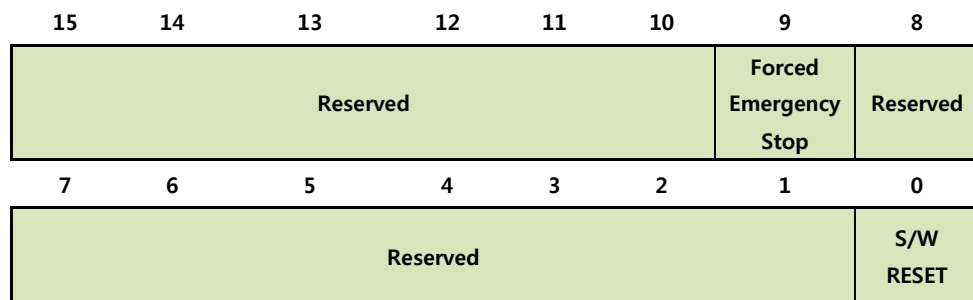 15 14 13 12 11 10 9 8
Reserved
Forced
Emergency
Stop
Reserved
7 6 5 4 3 2 1 0
Reserved
S/W
RESET